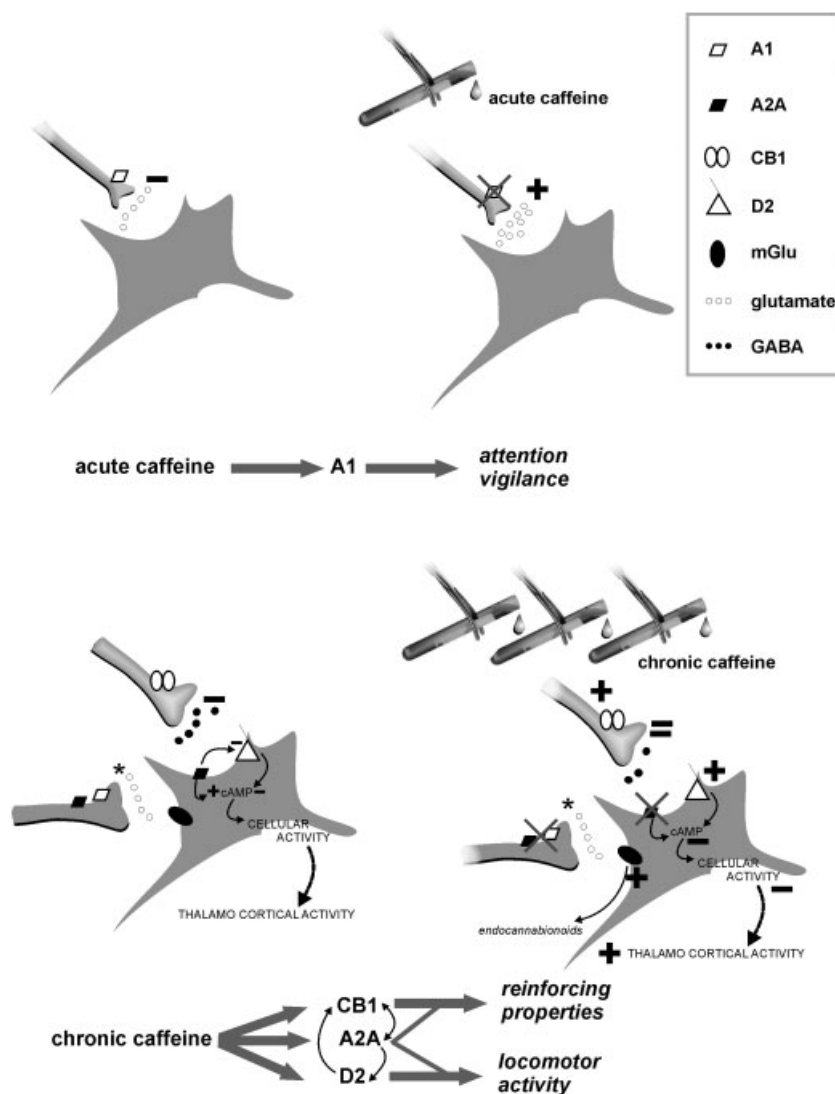 A1
A2A
CB1
D2
mGlu
glutamate
GABA
acute caffeine
acute caffeine
A1
attention
vigilance
chronic caffeine
*
cAMP
CELLULAR
ACTIVITY
THALAMO CORTICAL ACTIVITY
*
cAMP
CELLULAR
ACTIVITY
endocannabionoids
THALAMO CORTICAL ACTIVITY
chronic caffeine
CB1
A2A
D2
reinforcing
properties
locomotor
activity